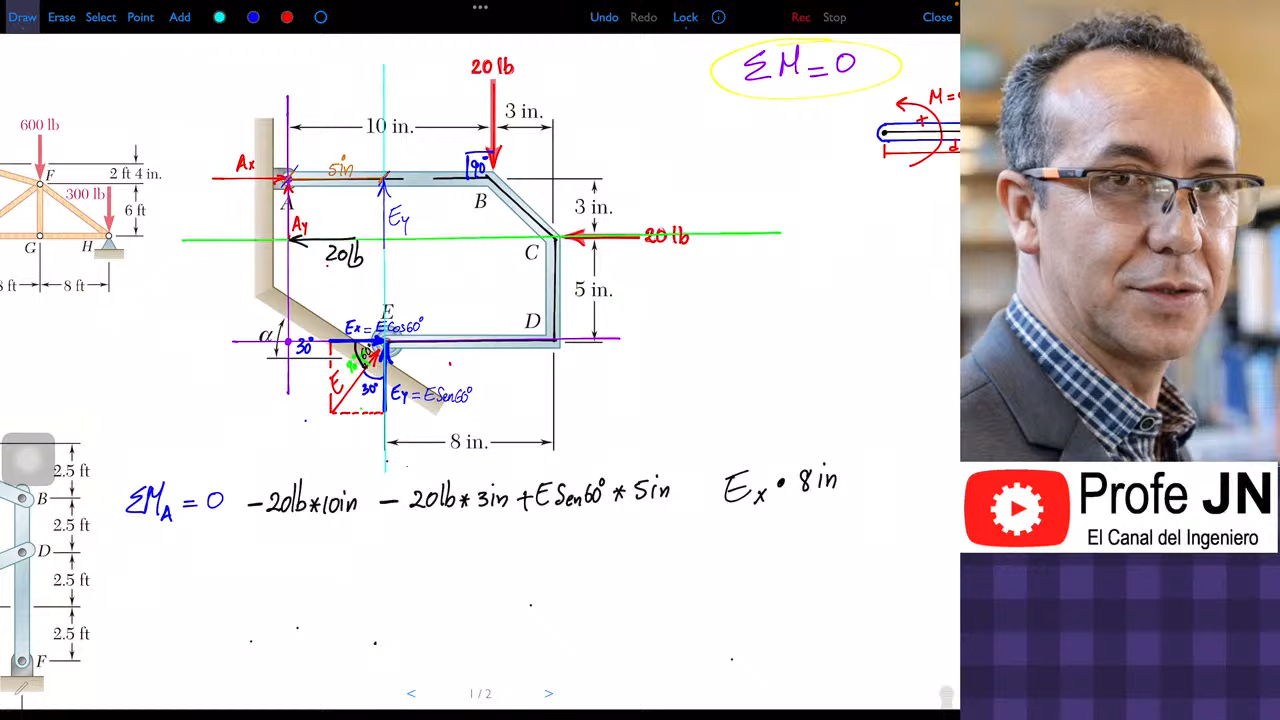 Draw Erase Select Point Add Undo Redo Lock Rec Stop Close
ΣM = 0
20 lb
M =
+
d
600 lb
F
2 ft 4 in.
300 lb
6 ft
G H
8 ft 8 ft
10 in. 3 in.
Ax
5in
90°
A
B
3 in.
Ay
Ey
20lb
C
20 lb
5 in.
E
D
Ex = E Cos60°
α
30°
60°
90°
E
30°
Ey = E Sen60°
8 in.
2.5 ft
B
2.5 ft
D
2.5 ft
2.5 ft
F
ΣM_A = 0 -20lb*10in - 20lb*3in + E Sen60° * 5in Ex • 8in
< 1 / 2 >
Profe JN
El Canal del Ingeniero